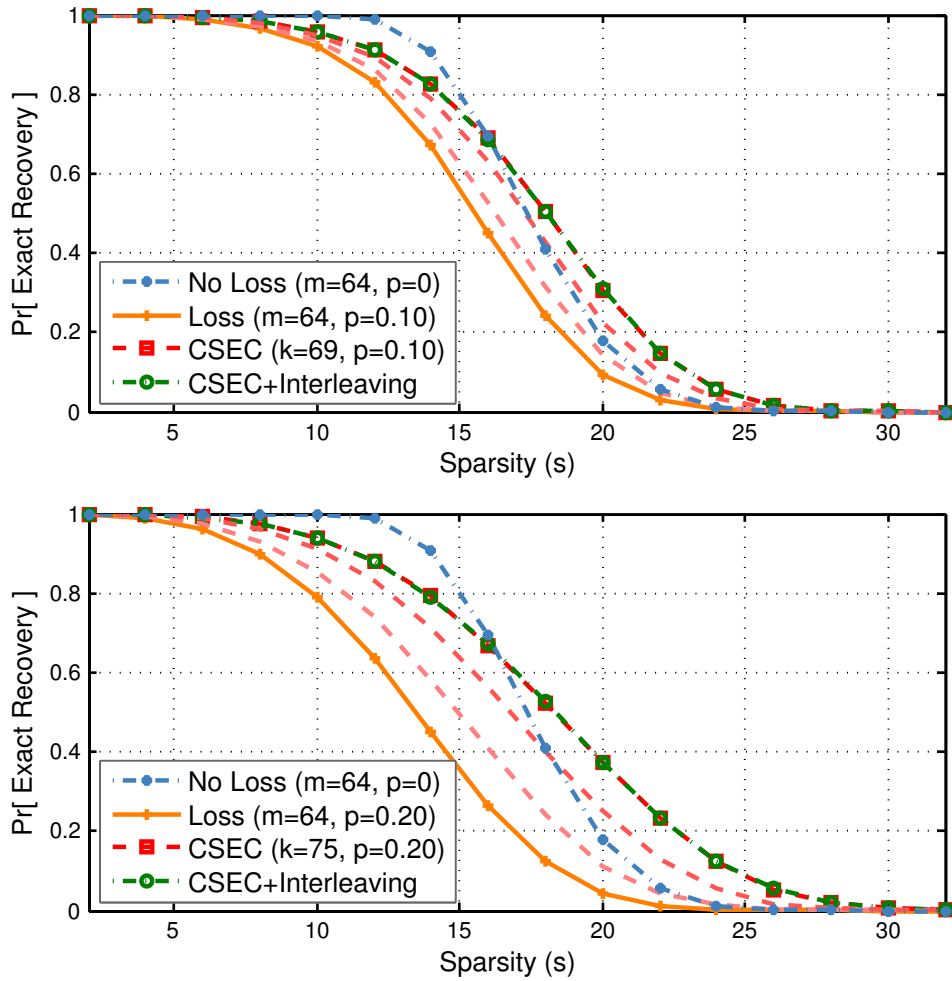 1
0.8
0.6
0.4
0.2
0
Pr[ Exact Recovery ]
No Loss (m=64, p=0)
Loss (m=64, p=0.10)
CSEC (k=69, p=0.10)
CSEC+Interleaving
5 10 15 20 25 30
Sparsity (s)
1
0.8
0.6
0.4
0.2
0
Pr[ Exact Recovery ]
No Loss (m=64, p=0)
Loss (m=64, p=0.20)
CSEC (k=75, p=0.20)
CSEC+Interleaving
5 10 15 20 25 30
Sparsity (s)